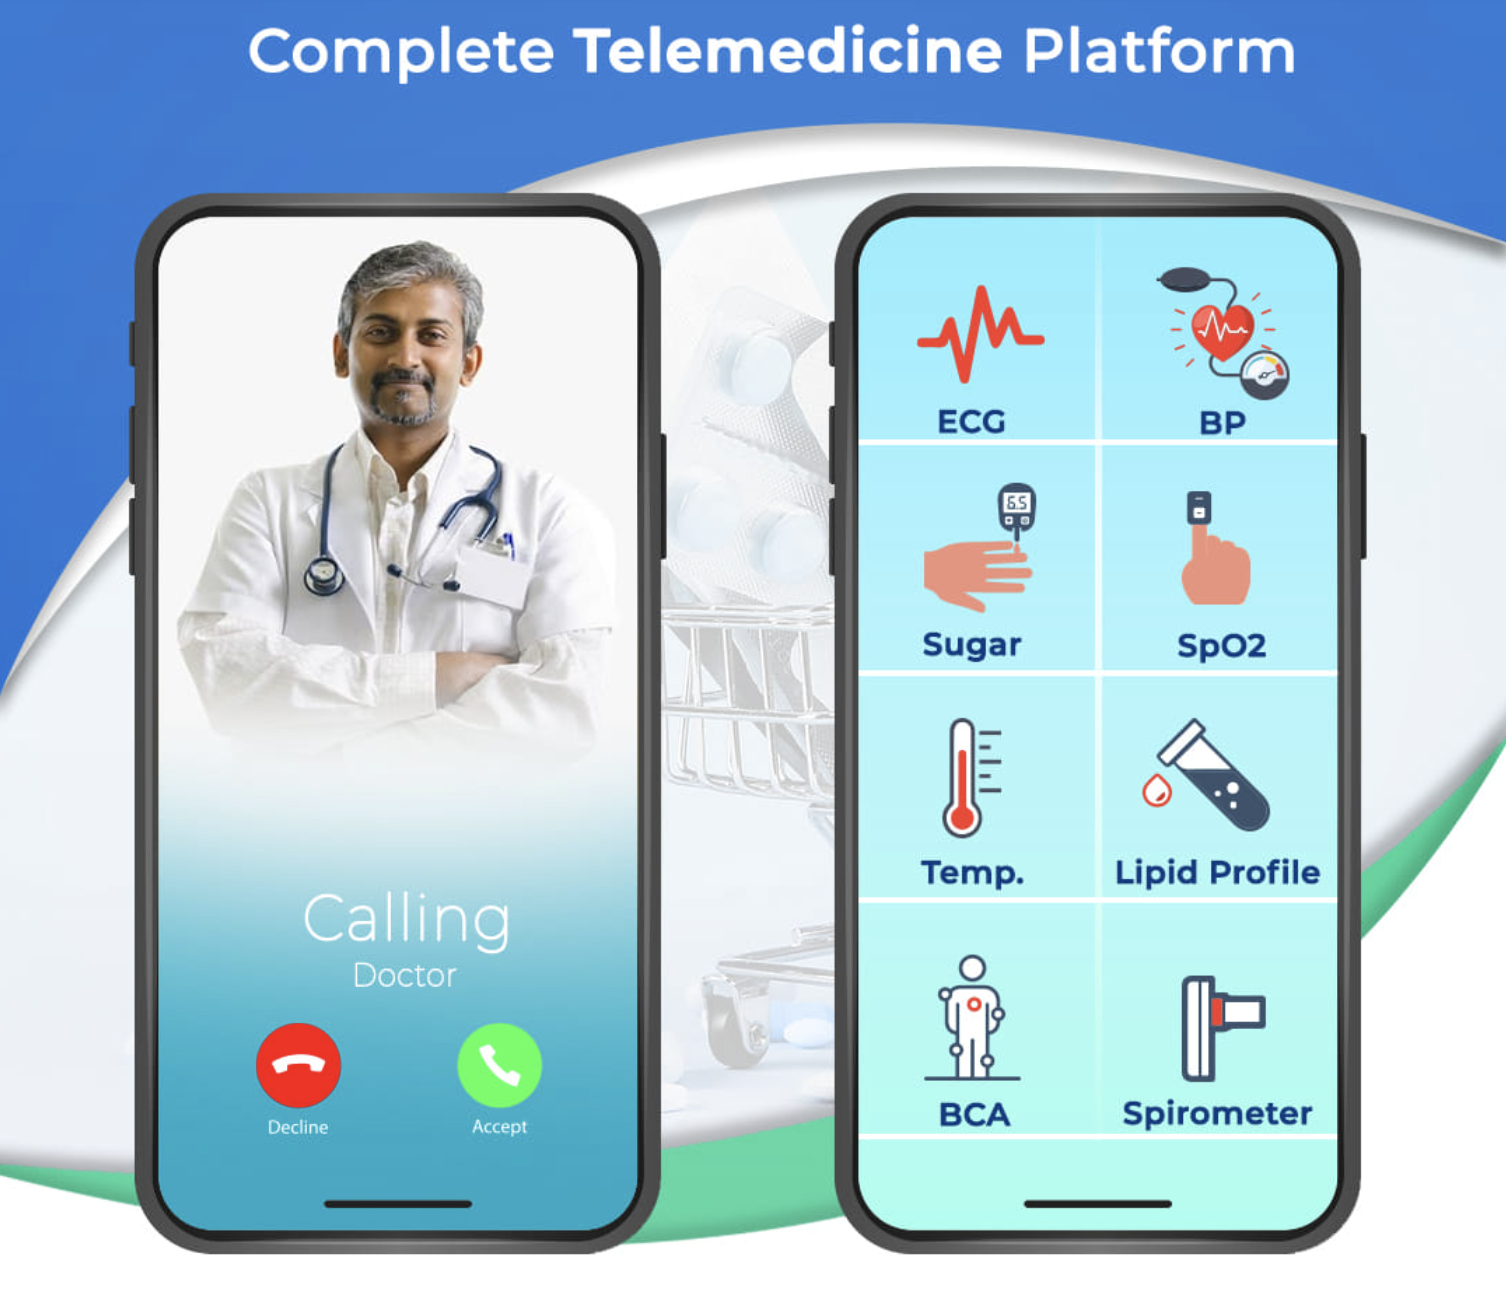 Complete Telemedicine Platform
Calling
Doctor
Decline
Accept
ECG
BP
6.5
Sugar
SpO2
Temp.
Lipid Profile
BCA
Spirometer